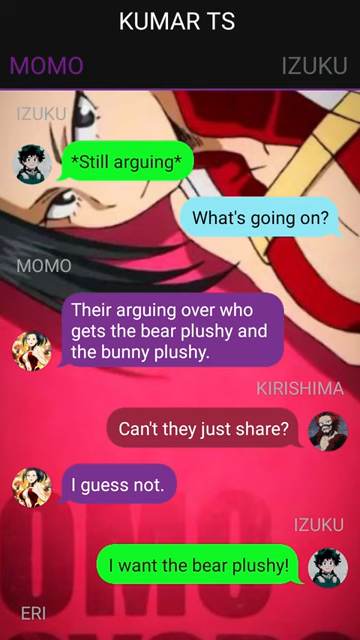 KUMAR TS
MOMO
IZUKU
IZUKU
*Still arguing*
What's going on?
MOMO
Their arguing over who
gets the bear plushy and
the bunny plushy.
KIRISHIMA
Can't they just share?
I guess not.
IZUKU
I want the bear plushy!
OMO
ERI